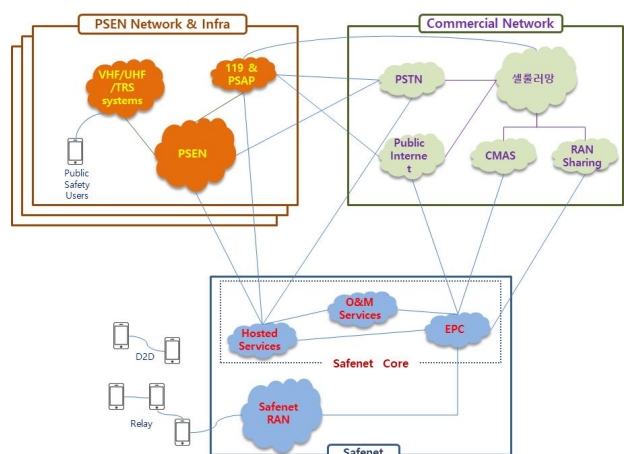 PSEN Network & Infra
VHF/UHF
/TRS
systems
119 &
PSAP
PSEN
Public
Safety
Users
Commercial Network
PSTN
셀룰러망
Public
Interne
t
CMAS
RAN
Sharing
O&M
Services
Hosted
Services
EPC
Safenet Core
D2D
Relay
Safenet
RAN
Safenet